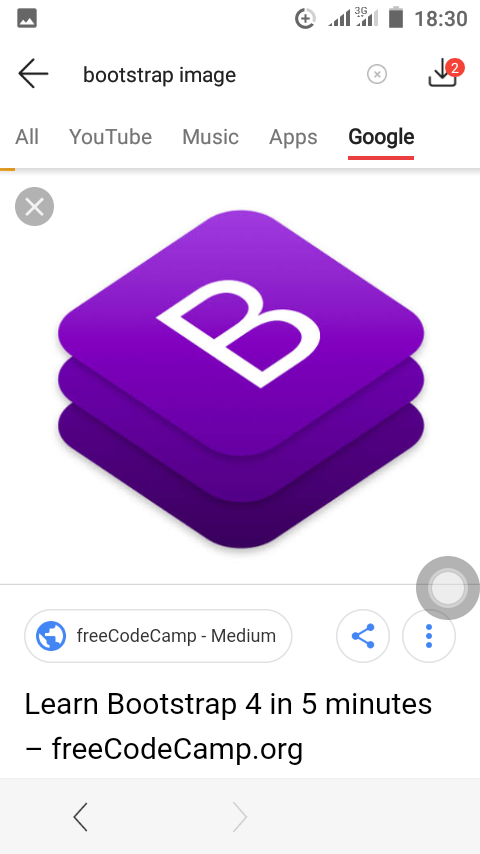 3G 18:30
bootstrap image
2
All YouTube Music Apps Google
B
freeCodeCamp - Medium
Learn Bootstrap 4 in 5 minutes
– freeCodeCamp.org